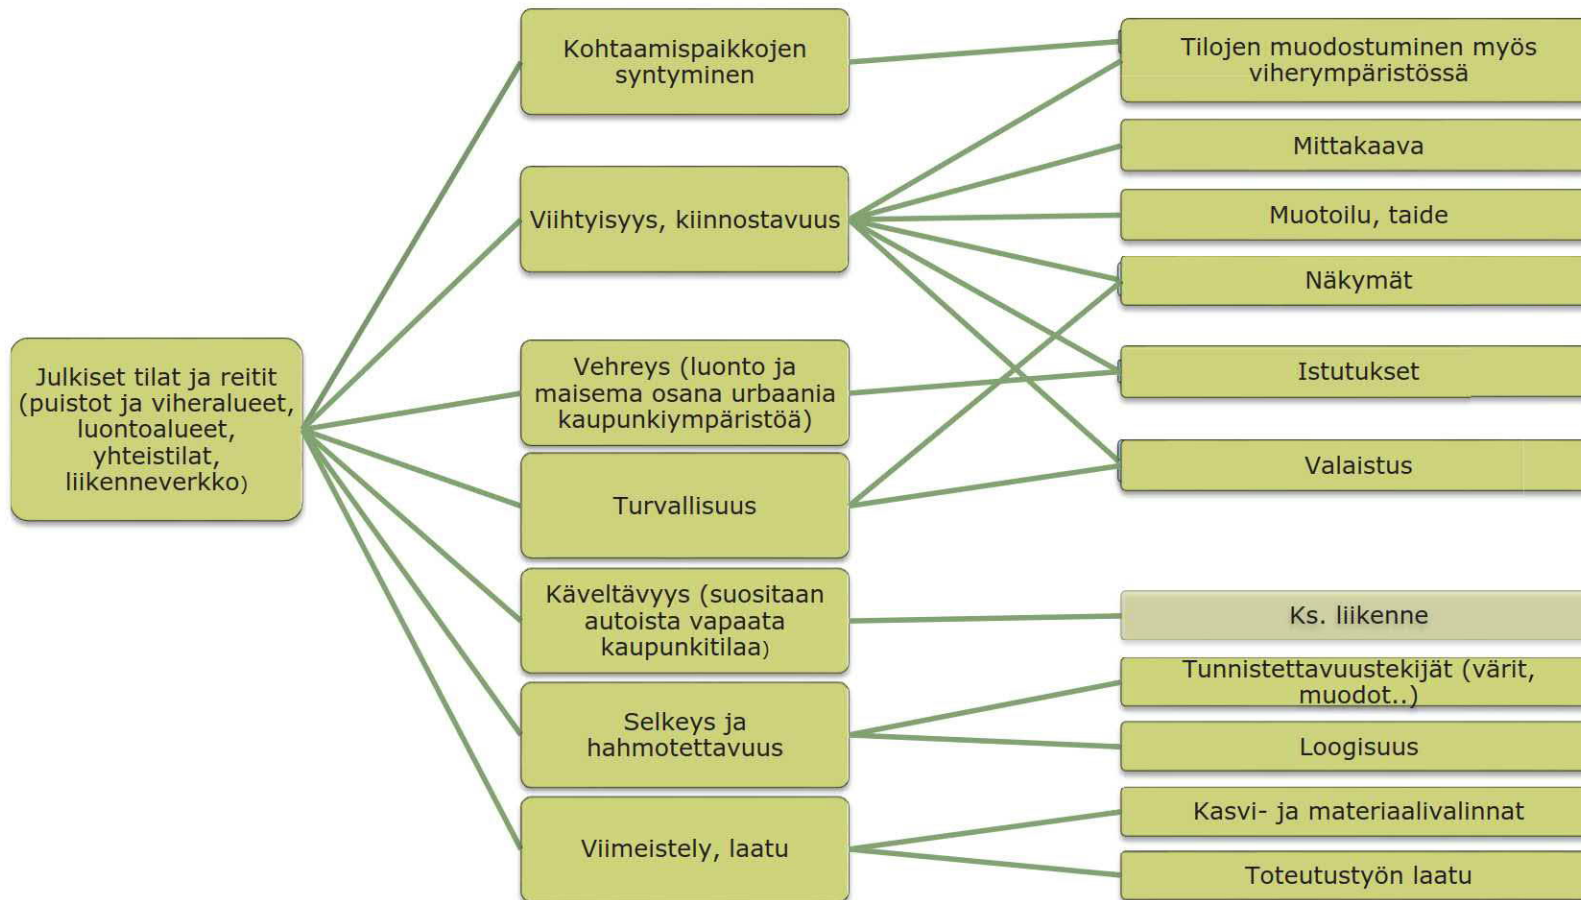 Julkiset tilat ja reitit
(puistot ja viheralueet,
luontoalueet,
yhteistilat,
liikenneverkko)
Kohtaamispaikkojen
syntyminen
Viihtyisyys, kiinnostavuus
Vehreys (luonto ja
maisema osana urbaania
kaupunkiympäristöä)
Turvallisuus
Käveltävyys (suositaan
autoista vapaata
kaupunkitilaa)
Selkeys ja
hahmotettavuus
Viimeistely, laatu
Tilojen muodostuminen myös
viherympäristössä
Mittakaava
Muotoilu, taide
Näkymät
Istutukset
Valaistus
Ks. liikenne
Tunnistettavuustekijät (värit,
muodot..)
Loogisuus
Kasvi- ja materiaalivalinnat
Toteutustyön laatu